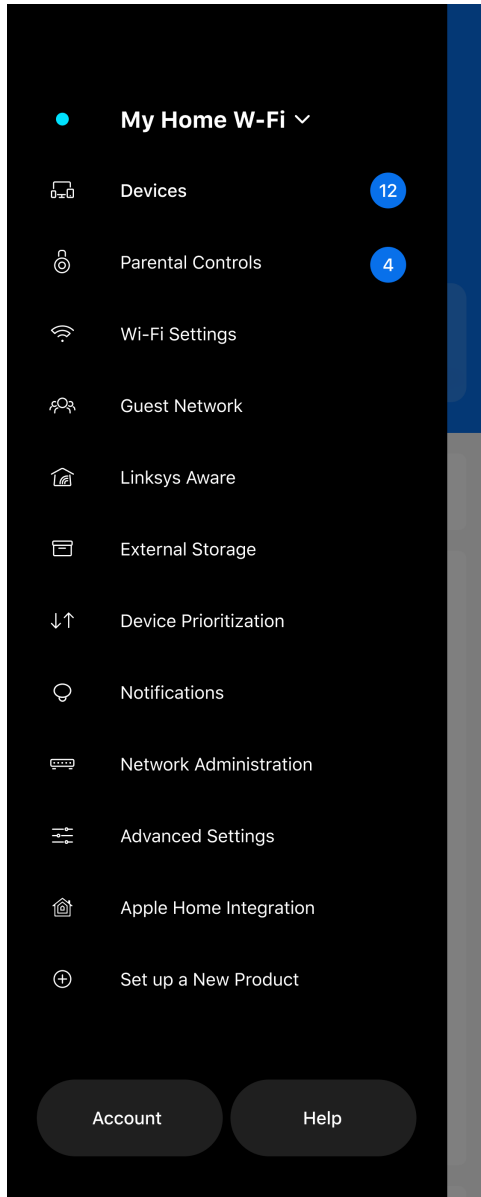 My Home W-Fi
Devices 12
Parental Controls 4
Wi-Fi Settings
Guest Network
Linksys Aware
External Storage
Device Prioritization
Notifications
Network Administration
Advanced Settings
Apple Home Integration
Set up a New Product
Account Help